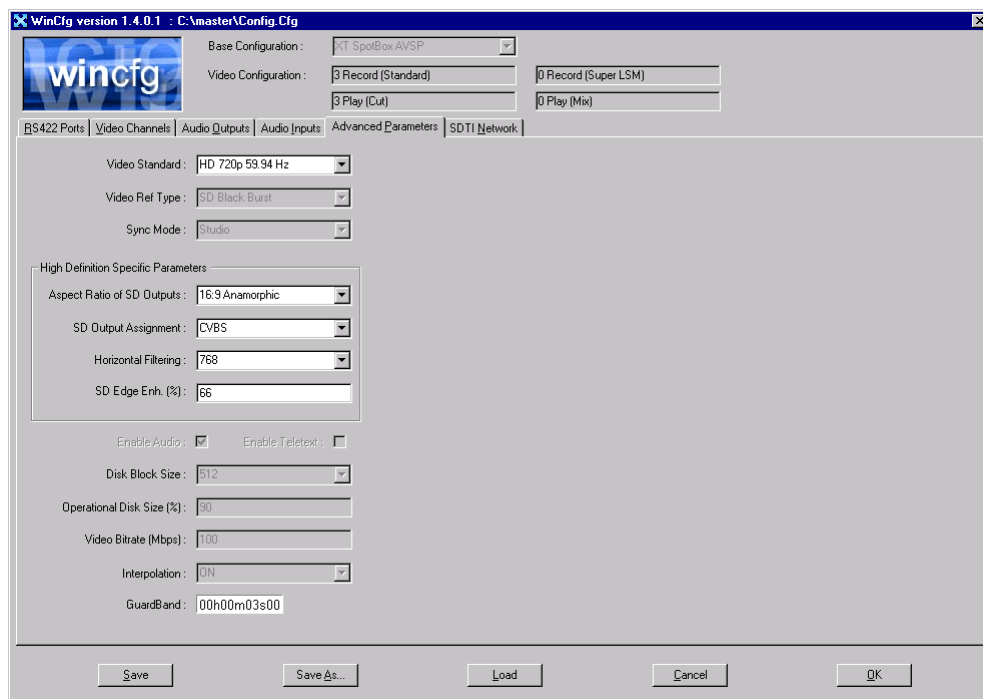 WinCfg version 1.4.0.1 : C:\master\Config.Cfg
wincfg
Base Configuration : XT SpotBox AVSP
Video Configuration : 3 Record (Standard) 0 Record (Super LSM)
3 Play (Cut) 0 Play (Mix)
RS422 Ports Video Channels Audio Outputs Audio Inputs Advanced Parameters SDTI Network
Video Standard : HD 720p 59.94 Hz
Video Ref Type : SD Black Burst
Sync Mode : Studio
High Definition Specific Parameters
Aspect Ratio of SD Outputs : 16:9 Anamorphic
SD Output Assignment : CVBS
Horizontal Filtering : 768
SD Edge Enh. (%) : 66
Enable Audio : Enable Teletext :
Disk Block Size : 512
Operational Disk Size (%) : 90
Video Bitrate (Mbps) : 100
Interpolation : ON
GuardBand : 00h00m03s00
Save Save As... Load Cancel OK